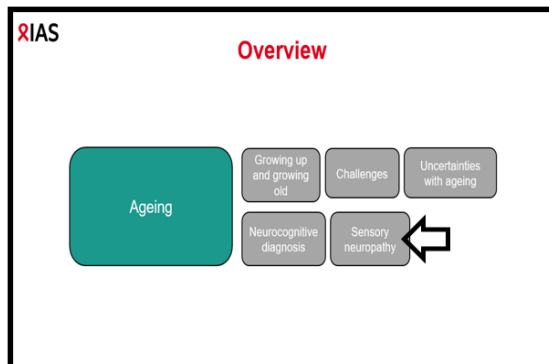 IAS
Overview
Ageing
Growing up
and growing
old
Challenges
Uncertainties
with ageing
Neurocognitive
diagnosis
Sensory
neuropathy